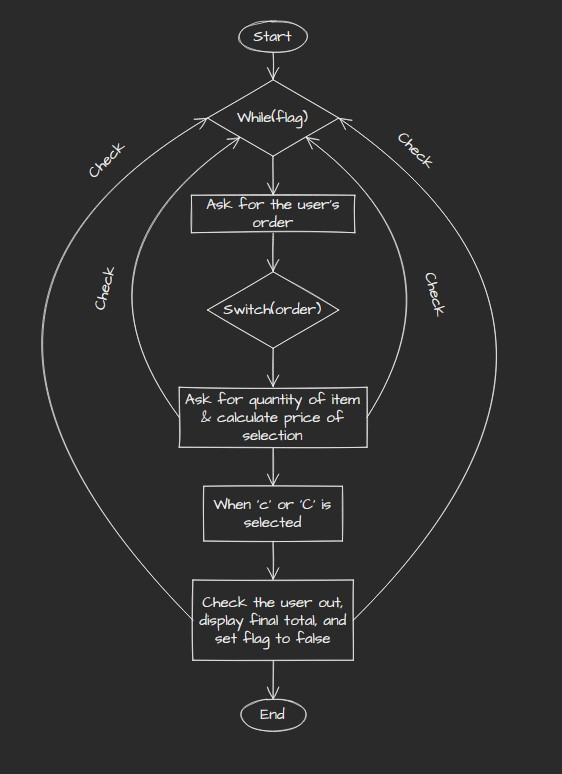 Start
While(flag)
Check
Check
Ask for the user's
order
Check
Check
Switch(order)
Ask for quantity of item
& calculate price of
selection
When 'c' or 'C' is
selected
Check the user out,
display final total, and
set flag to false
End